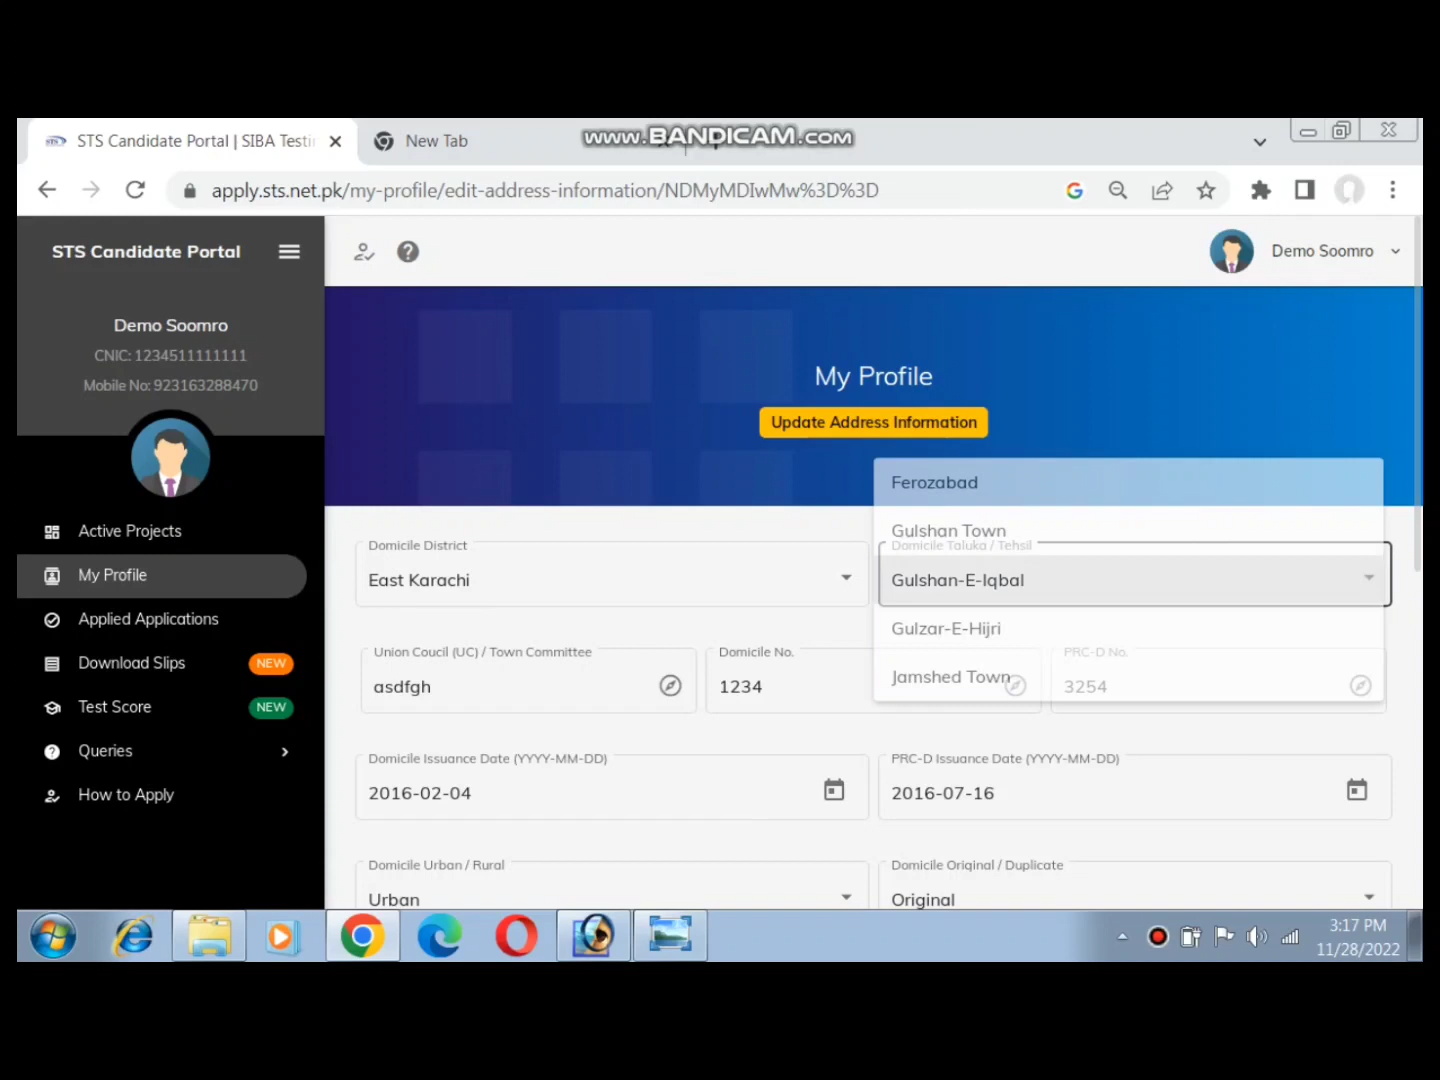 STS Candidate Portal | SIBA Testi
New Tab
www.BANDICAM.com
apply.sts.net.pk/my-profile/edit-address-information/NDMyMDIwMw%3D%3D
STS Candidate Portal
Demo Soomro
Demo Soomro
CNIC: 1234511111111
Mobile No: 923163288470
Active Projects
My Profile
Applied Applications
Download Slips NEW
Test Score NEW
Queries
How to Apply
My Profile
Update Address Information
Ferozabad
Gulshan Town
Domicile District
Domicile Taluka / Tehsil
East Karachi
Gulshan-E-Iqbal
Gulzar-E-Hijri
Union Coucil (UC) / Town Committee
Domicile No.
PRC-D No.
Jamshed Town
asdfgh
1234
3254
Domicile Issuance Date (YYYY-MM-DD)
PRC-D Issuance Date (YYYY-MM-DD)
2016-02-04
2016-07-16
Domicile Urban / Rural
Domicile Original / Duplicate
Urban
Original
3:17 PM
11/28/2022